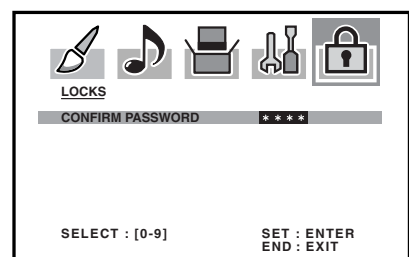 LOCKS
CONFIRM PASSWORD ****
SELECT : [0-9] SET : ENTER
END : EXIT